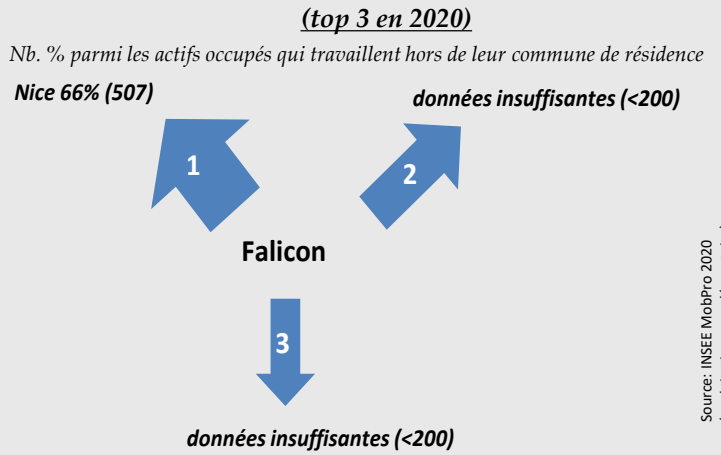 (top 3 en 2020)
Nb. % parmi les actifs occupés qui travaillent hors de leur commune de résidence
Nice 66% (507)
données insuffisantes (<200)
1
2
Falicon
3
données insuffisantes (<200)
Source: INSEE MobPro 2020